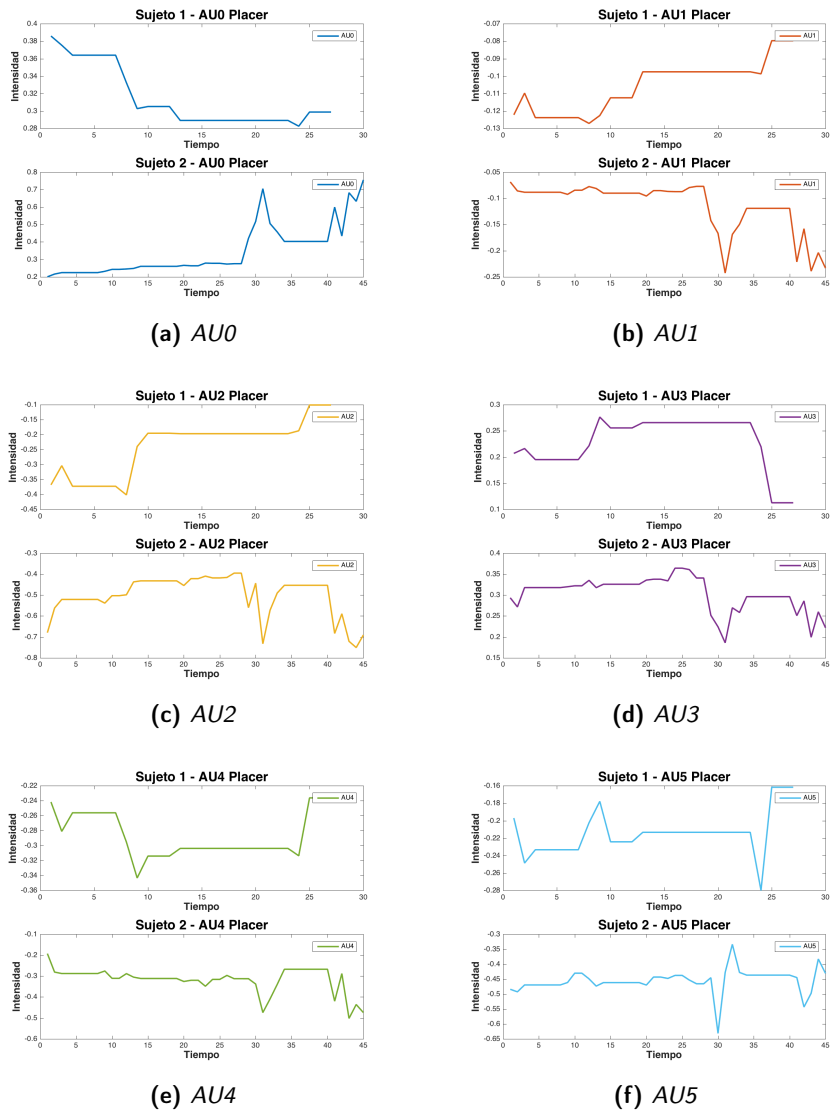 Sujeto 1 - AU0 Placer
Intensidad
0.4
0.36
0.32
0.3
0.28
AU0
0 5 10 15 20 25 30
Tiempo
Sujeto 2 - AU0 Placer
Intensidad
0.8
0.7
0.6
0.5
0.4
0.3
0.2
AU0
0 5 10 15 20 25 30 35 40 45
Tiempo
(a) AU0
Sujeto 1 - AU1 Placer
Intensidad
-0.07
-0.08
-0.09
-0.1
-0.11
-0.12
-0.13
AU1
0 5 10 15 20 25 30
Tiempo
Sujeto 2 - AU1 Placer
Intensidad
-0.05
-0.1
-0.15
-0.2
-0.25
AU1
0 5 10 15 20 25 30 35 40 45
Tiempo
(b) AU1
Sujeto 1 - AU2 Placer
Intensidad
-0.1
-0.2
-0.3
-0.35
-0.4
-0.45
AU2
0 5 10 15 20 25 30
Tiempo
Sujeto 2 - AU2 Placer
Intensidad
-0.3
-0.4
-0.5
-0.6
-0.7
-0.8
AU2
0 5 10 15 20 25 30 35 40 45
Tiempo
(c) AU2
Sujeto 1 - AU3 Placer
Intensidad
0.3
0.2
0.1
AU3
0 5 10 15 20 25 30
Tiempo
Sujeto 2 - AU3 Placer
Intensidad
0.4
0.35
0.3
0.25
0.2
0.15
AU3
0 5 10 15 20 25 30 35 40 45
Tiempo
(d) AU3
Sujeto 1 - AU4 Placer
Intensidad
-0.22
-0.24
-0.26
-0.28
-0.3
-0.32
-0.34
-0.36
AU4
0 5 10 15 20 25 30
Tiempo
Sujeto 2 - AU4 Placer
Intensidad
-0.1
-0.2
-0.3
-0.4
-0.5
-0.6
AU4
0 5 10 15 20 25 30 35 40 45
Tiempo
(e) AU4
Sujeto 1 - AU5 Placer
Intensidad
-0.16
-0.18
-0.2
-0.22
-0.24
-0.26
-0.28
AU5
0 5 10 15 20 25 30
Tiempo
Sujeto 2 - AU5 Placer
Intensidad
-0.3
-0.35
-0.4
-0.45
-0.5
-0.55
-0.6
-0.65
AU5
0 5 10 15 20 25 30 35 40 45
Tiempo
(f) AU5